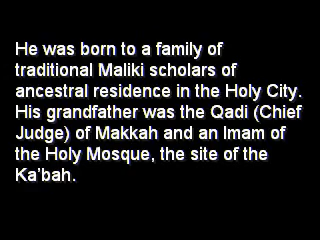 He was born to a family of
traditional Maliki scholars of
ancestral residence in the Holy City.
His grandfather was the Qadi (Chief
Judge) of Makkah and an Imam of
the Holy Mosque, the site of the
Ka'bah.